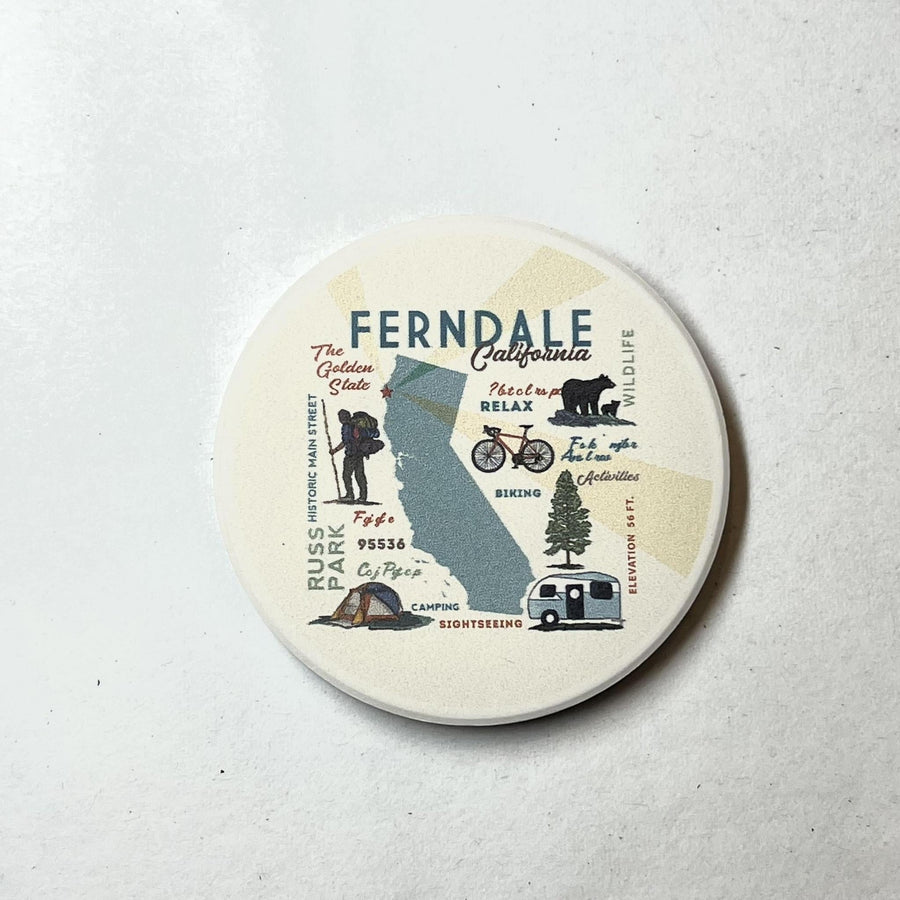 FERNDALE
California
The
Golden
State
WILDLIFE
RELAX
HISTORIC MAIN STREET
BIKING
Activities
ELEVATION 56 FT.
95536
RUSS
PARK
CAMPING
SIGHTSEEING